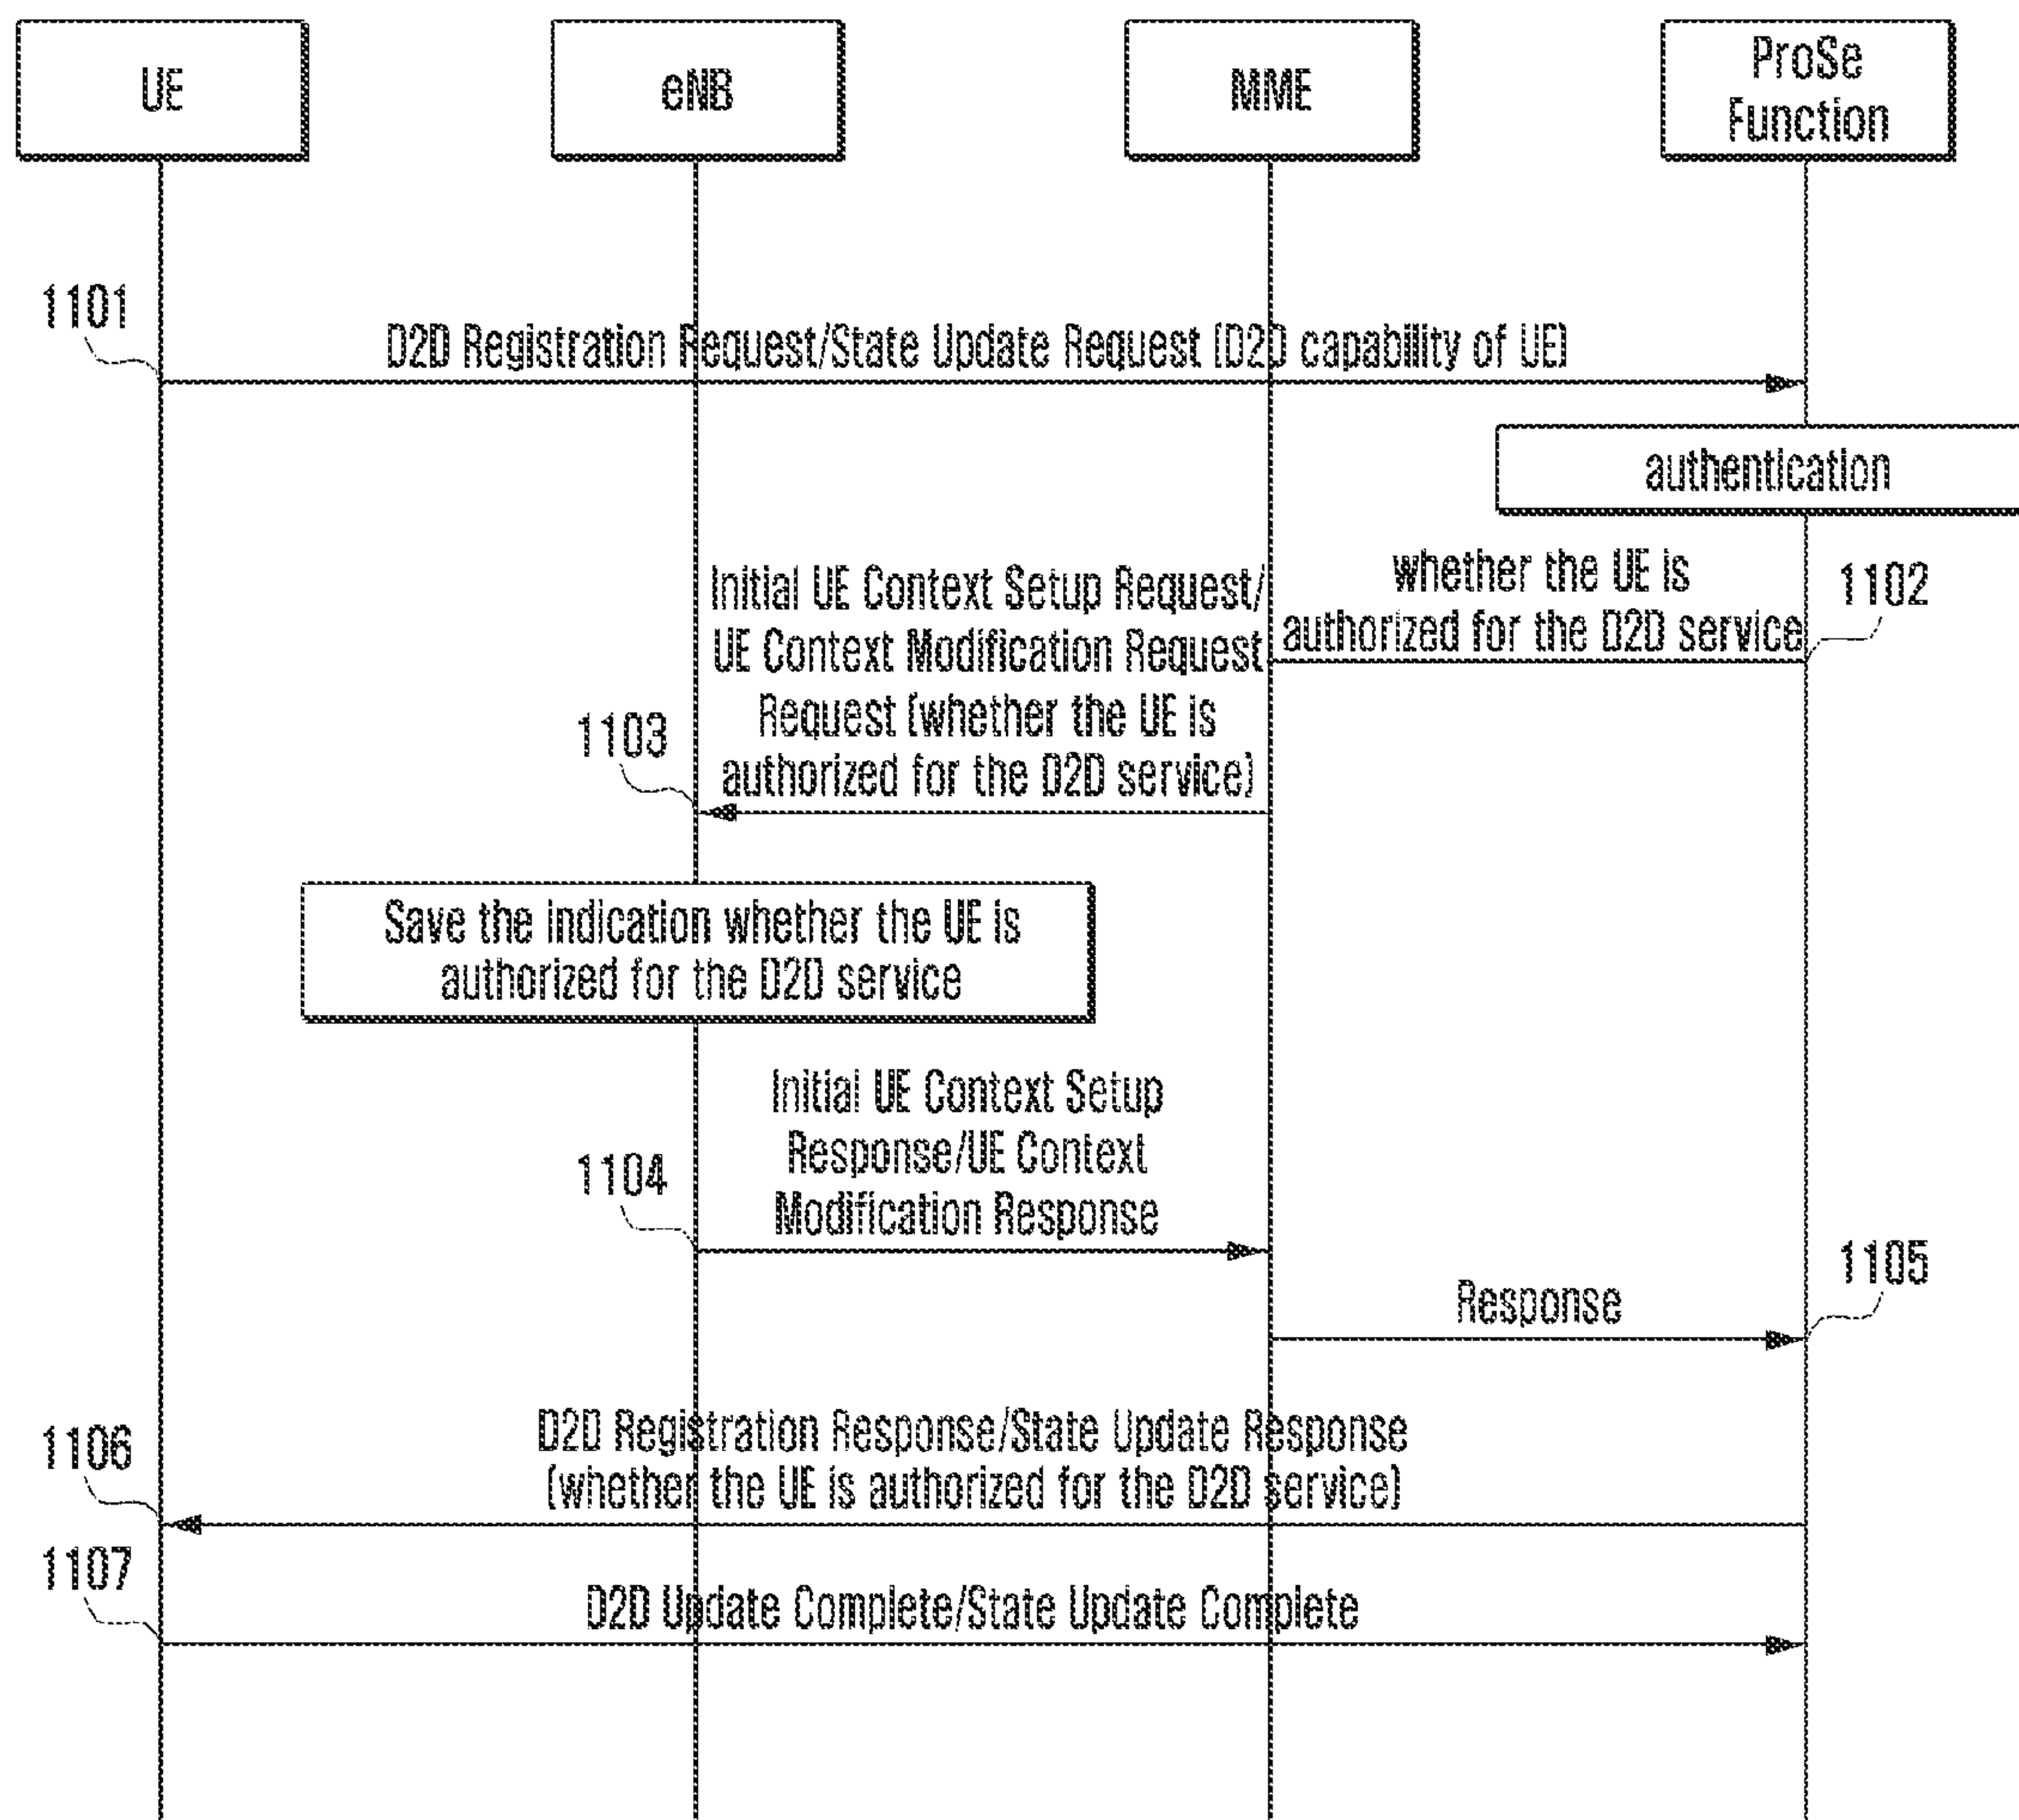 UE
eNB
MME
ProSe
Function
1101
D2D Registration Request/State Update Request (D2D capability of UE)
authentication
whether the UE is
authorized for the D2D service
1102
Initial UE Context Setup Request/
UE Context Modification Request
Request (whether the UE is
authorized for the D2D service)
1103
Save the indication whether the UE is
authorized for the D2D service
Initial UE Context Setup
Response/UE Context
Modification Response
1104
Response
1105
D2D Registration Response/State Update Response
(whether the UE is authorized for the D2D service)
1106
1107
D2D Update Complete/State Update Complete